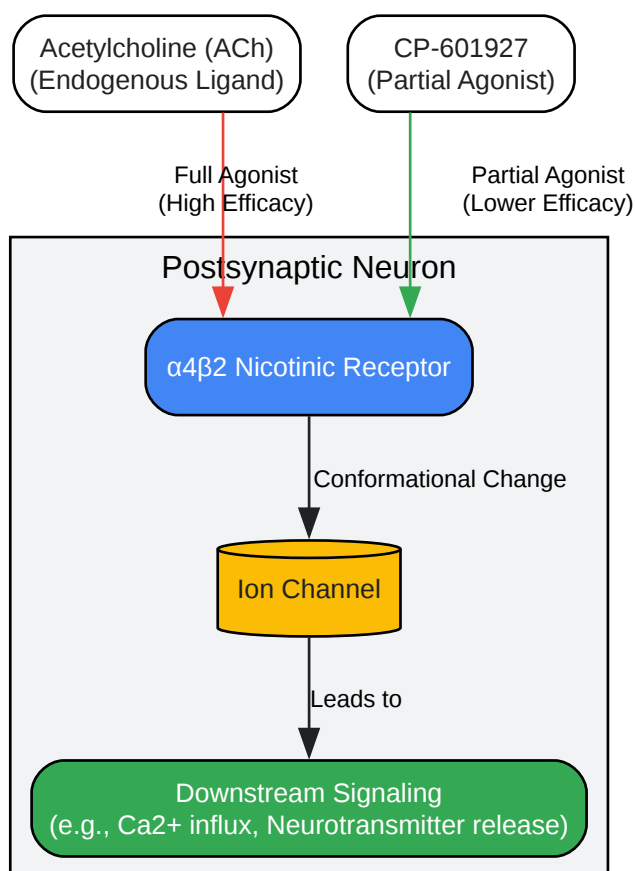 Acetylcholine (ACh)
(Endogenous Ligand)
CP-601927
(Partial Agonist)
Full Agonist
(High Efficacy)
Partial Agonist
(Lower Efficacy)
Postsynaptic Neuron
α4β2 Nicotinic Receptor
Conformational Change
Ion Channel
Leads to
Downstream Signaling
(e.g., Ca2+ influx, Neurotransmitter release)